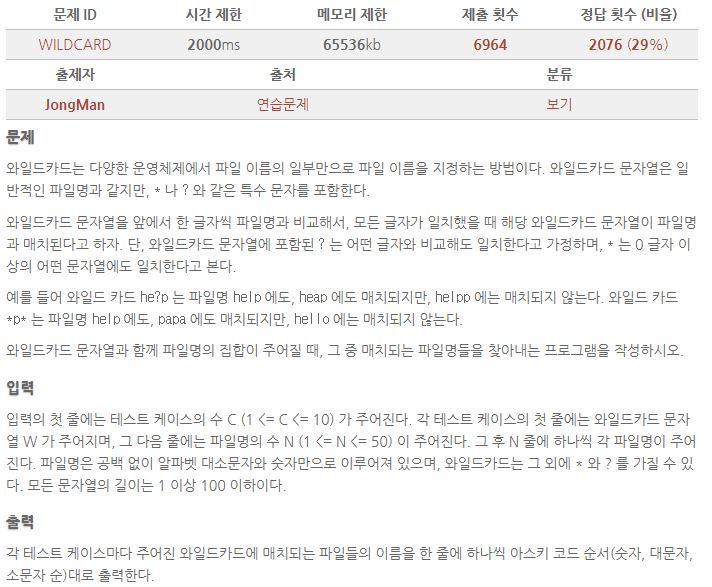 문제 ID 시간 제한 메모리 제한 제출 횟수 정답 횟수 (비율)
WILDCARD 2000ms 65536kb 6964 2076 (29%)
출제자 출처 분류
JongMan 연습문제 보기
문제
와일드카드는 다양한 운영체제에서 파일 이름의 일부만으로 파일 이름을 지정하는 방법이다. 와일드카드 문자열은 일
반적인 파일명과 같지만, * 나 ? 와 같은 특수 문자를 포함한다.
와일드카드 문자열을 앞에서 한 글자씩 파일명과 비교해서, 모든 글자가 일치했을 때 해당 와일드카드 문자열이 파일명
과 매치된다고 하자. 단, 와일드카드 문자열에 포함된 ? 는 어떤 글자와 비교해도 일치한다고 가정하며, * 는 0 글자 이
상의 어떤 문자열에도 일치한다고 본다.
예를 들어 와일드 카드 he?p 는 파일명 help 에도, heap 에도 매치되지만, helpp 에는 매치되지 않는다. 와일드 카드
*p* 는 파일명 help 에도, papa 에도 매치되지만, hello 에는 매치되지 않는다.
와일드카드 문자열과 함께 파일명의 집합이 주어질 때, 그 중 매치되는 파일명들을 찾아내는 프로그램을 작성하시오.
입력
입력의 첫 줄에는 테스트 케이스의 수 C (1 <= C <= 10) 가 주어진다. 각 테스트 케이스의 첫 줄에는 와일드카드 문자
열 W 가 주어지며, 그 다음 줄에는 파일명의 수 N (1 <= N <= 50) 이 주어진다. 그 후 N 줄에 하나씩 각 파일명이 주어
진다. 파일명은 공백 없이 알파벳 대소문자와 숫자만으로 이루어져 있으며, 와일드카드는 그 외에 * 와 ? 를 가질 수 있
다. 모든 문자열의 길이는 1 이상 100 이하이다.
출력
각 테스트 케이스마다 주어진 와일드카드에 매치되는 파일들의 이름을 한 줄에 하나씩 아스키 코드 순서(숫자, 대문자,
소문자 순)대로 출력한다.